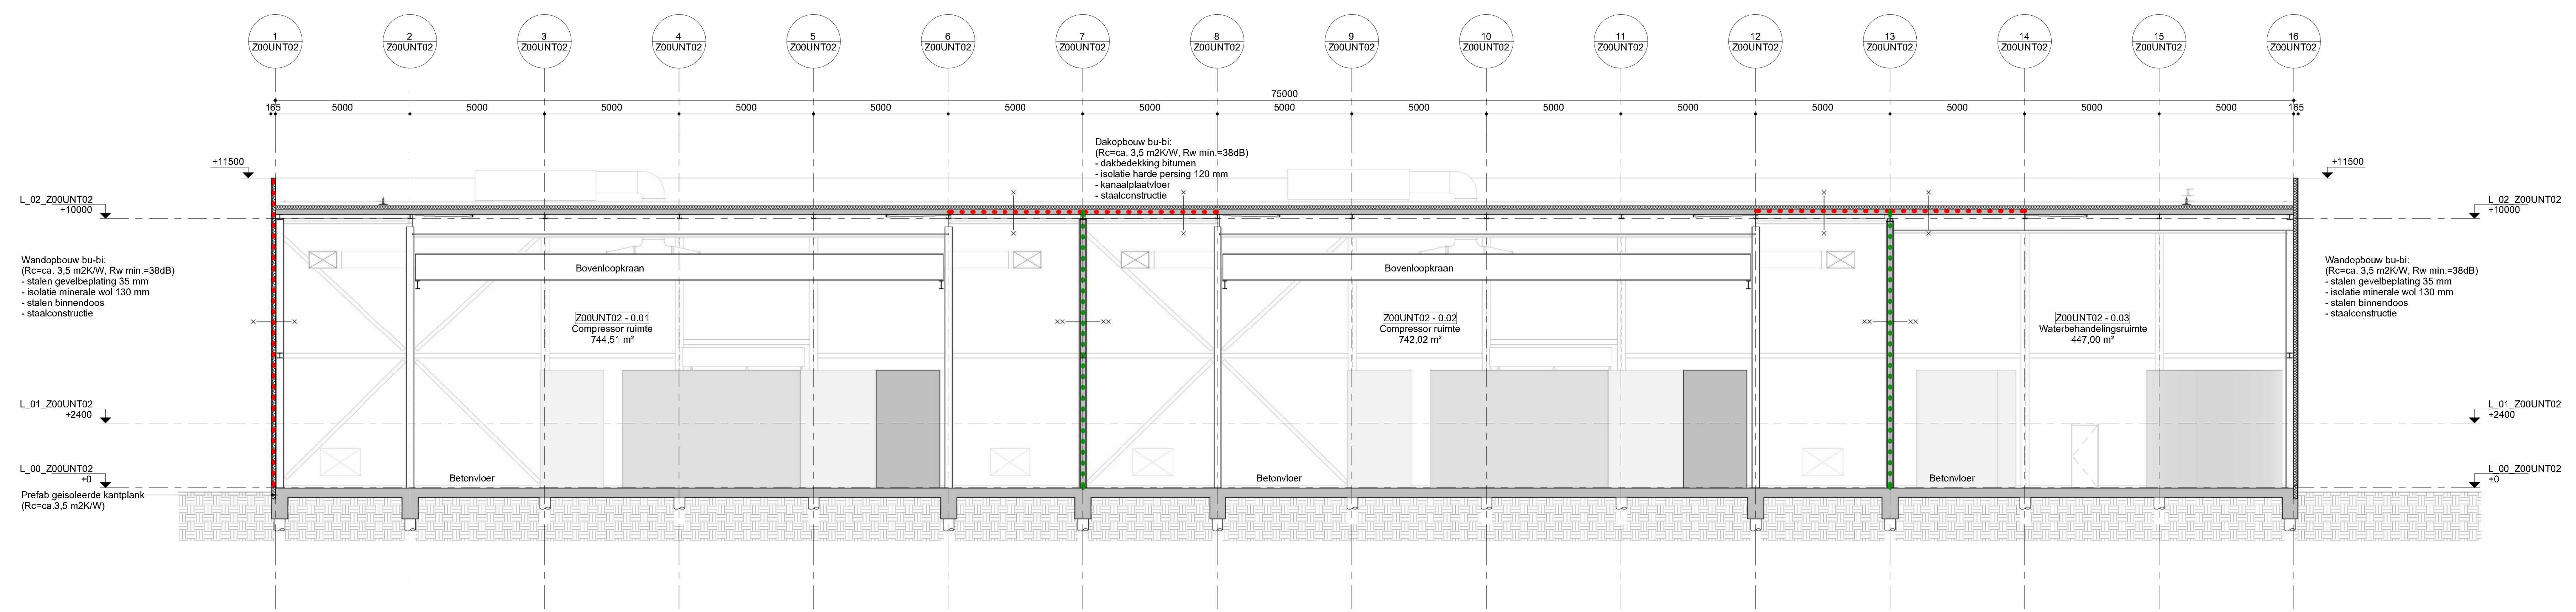 1
Z00UNT02
2
Z00UNT02
3
Z00UNT02
4
Z00UNT02
5
Z00UNT02
6
Z00UNT02
7
Z00UNT02
8
Z00UNT02
9
Z00UNT02
10
Z00UNT02
11
Z00UNT02
12
Z00UNT02
13
Z00UNT02
14
Z00UNT02
15
Z00UNT02
16
Z00UNT02
75000
165 5000 5000 5000 5000 5000 5000 5000 5000 5000 5000 5000 5000 5000 5000 5000 165
Dakopbouw bu-bi:
(Rc=ca. 3,5 m2K/W, Rw min.=38dB)
- dakbedekking bitumen
- isolatie harde persing 120 mm
- kanaalplaatvloer
- staalconstructie
+11500
+11500
L_02_Z00UNT02
+10000
L_02_Z00UNT02
+10000
Wandopbouw bu-bi:
(Rc=ca. 3,5 m2K/W, Rw min.=38dB)
- stalen gevelbeplating 35 mm
- isolatie minerale wol 130 mm
- stalen binnendoos
- staalconstructie
Bovenloopkraan
Bovenloopkraan
Wandopbouw bu-bi:
(Rc=ca. 3,5 m2K/W, Rw min.=38dB)
- stalen gevelbeplating 35 mm
- isolatie minerale wol 130 mm
- stalen binnendoos
- staalconstructie
Z00UNT02 - 0.01
Compressor ruimte
744,51 m²
Z00UNT02 - 0.02
Compressor ruimte
742,02 m²
Z00UNT02 - 0.03
Waterbehandelingsruimte
447,00 m²
L_01_Z00UNT02
+2400
L_01_Z00UNT02
+2400
L_00_Z00UNT02
+0
L_00_Z00UNT02
+0
Betonvloer
Betonvloer
Betonvloer
Prefab geisoleerde kantplank
(Rc=ca.3,5 m2K/W)